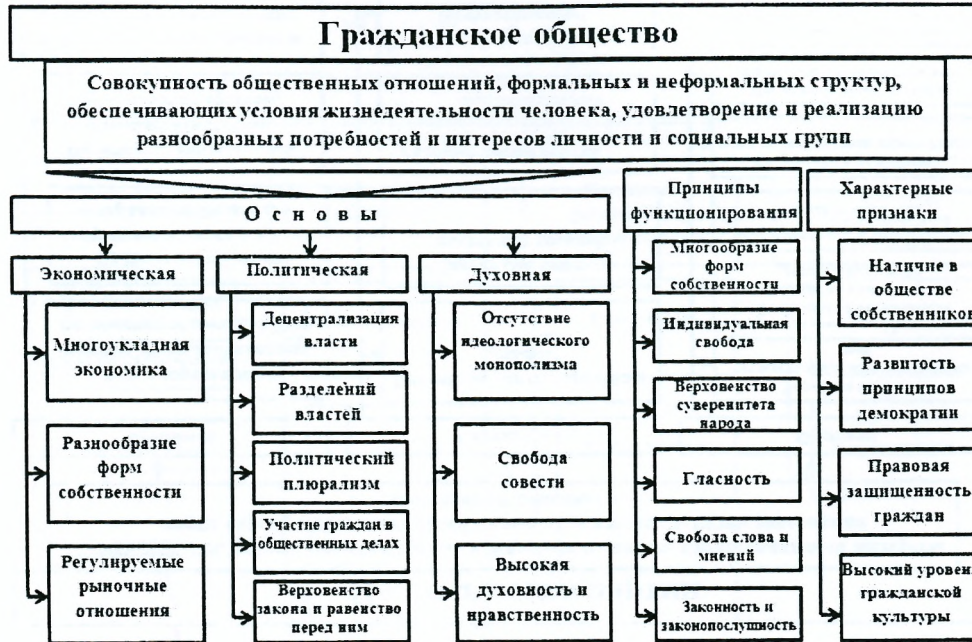 Гражданское общество
Совокупность общественных отношений, формальных и неформальных структур,
обеспечивающих условия жизнедеятельности человека, удовлетворение и реализацию
разнообразных потребностей и интересов личности и социальных групп
Основы
Экономическая
Многоукладная
экономика
Разнообразие
форм
собственности
Регулируемые
рыночные
отношения
Политическая
Децентрализация
власти
Разделений
властей
Политический
плюрализм
Участие граждан в
общественных делах
Верховенство
закона и равенство
перед ним
Духовная
Отсутствие
идеологического
монополизма
Свобода
совести
Высокая
духовность и
нравственность
Принципы
функционирования
Многообразие
форм
собственности
Индивидуальная
свобода
Верховенство
суверенитета
народа
Гласность
Свобода слова и
мнений
Законность и
законопослушность
Характерные
признаки
Наличие в
обществе
собственников
Развитость
принципов
демократии
Правовая
защищенность
граждан
Высокий уровень
гражданской
культуры